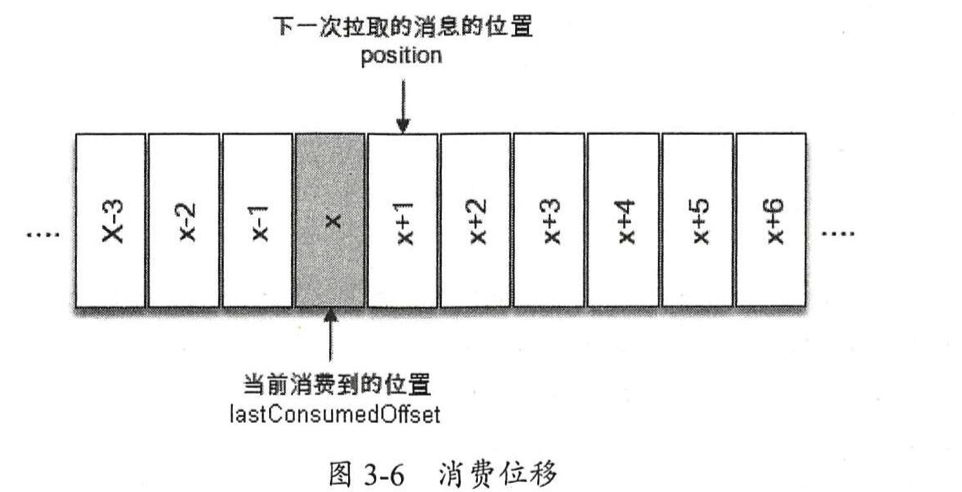 下一次拉取的消息的位置
position
.... X-3 x-2 x-1 x x+1 x+2 x+3 x+4 x+5 x+6 ....
当前消费到的位置
lastConsumedOffset
图 3-6 消费位移